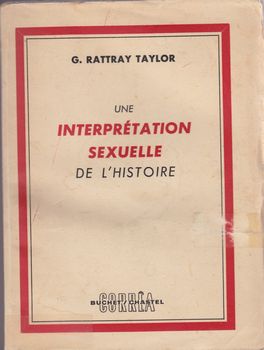 G. RATTRAY TAYLOR
UNE
INTERPRÉTATION
SEXUELLE
DE L'HISTOIRE
CORRÊA
BUCHET/CHASTEL